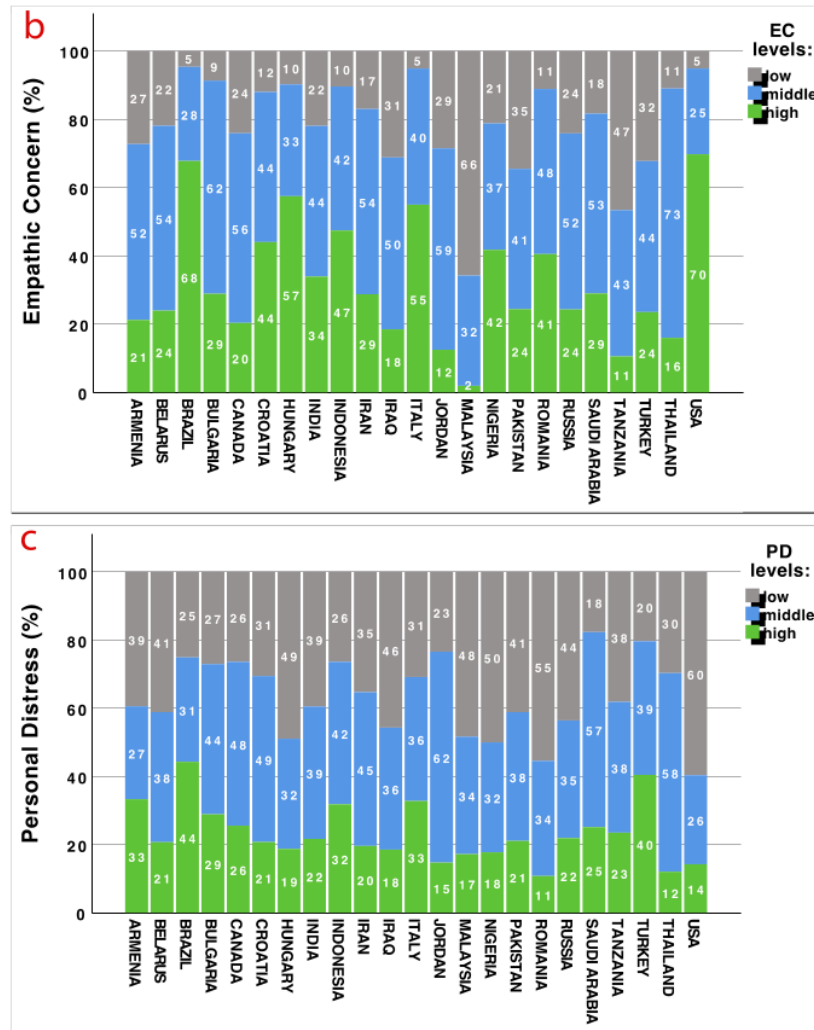 b
EC
levels:
low
middle
high
Empathic Concern (%)
100
80
60
40
20
0
27 22 5 9 24 12 10 22 10 17 31 5 29 66 21 35 11 24 18 47 32 11 5
52 54 28 62 56 44 33 44 42 54 50 40 59 32 37 41 48 52 53 43 44 73 25
21 24 68 29 20 44 57 34 47 29 18 55 12 2 42 24 41 24 29 11 24 16 70
ARMENIA
BELARUS
BRAZIL
BULGARIA
CANADA
CROATIA
HUNGARY
INDIA
INDONESIA
IRAN
IRAQ
ITALY
JORDAN
MALAYSIA
NIGERIA
PAKISTAN
ROMANIA
RUSSIA
SAUDI ARABIA
TANZANIA
TURKEY
THAILAND
USA
c
PD
levels:
low
middle
high
Personal Distress (%)
100
80
60
40
20
0
39 41 25 27 26 31 49 39 26 35 46 31 23 48 50 41 55 44 18 38 20 30 60
27 38 31 44 48 49 32 39 42 45 36 36 62 34 32 38 34 35 57 38 39 58 26
33 21 44 29 26 21 19 22 32 20 18 33 15 17 18 21 11 22 25 23 40 12 14
ARMENIA
BELARUS
BRAZIL
BULGARIA
CANADA
CROATIA
HUNGARY
INDIA
INDONESIA
IRAN
IRAQ
ITALY
JORDAN
MALAYSIA
NIGERIA
PAKISTAN
ROMANIA
RUSSIA
SAUDI ARABIA
TANZANIA
TURKEY
THAILAND
USA